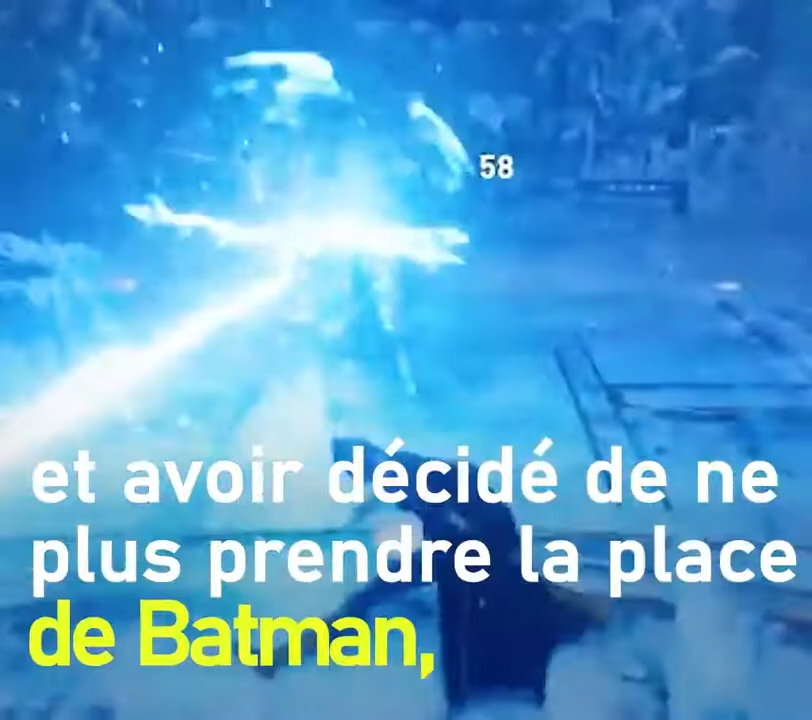 58
et avoir décidé de ne
plus prendre la place
de Batman,